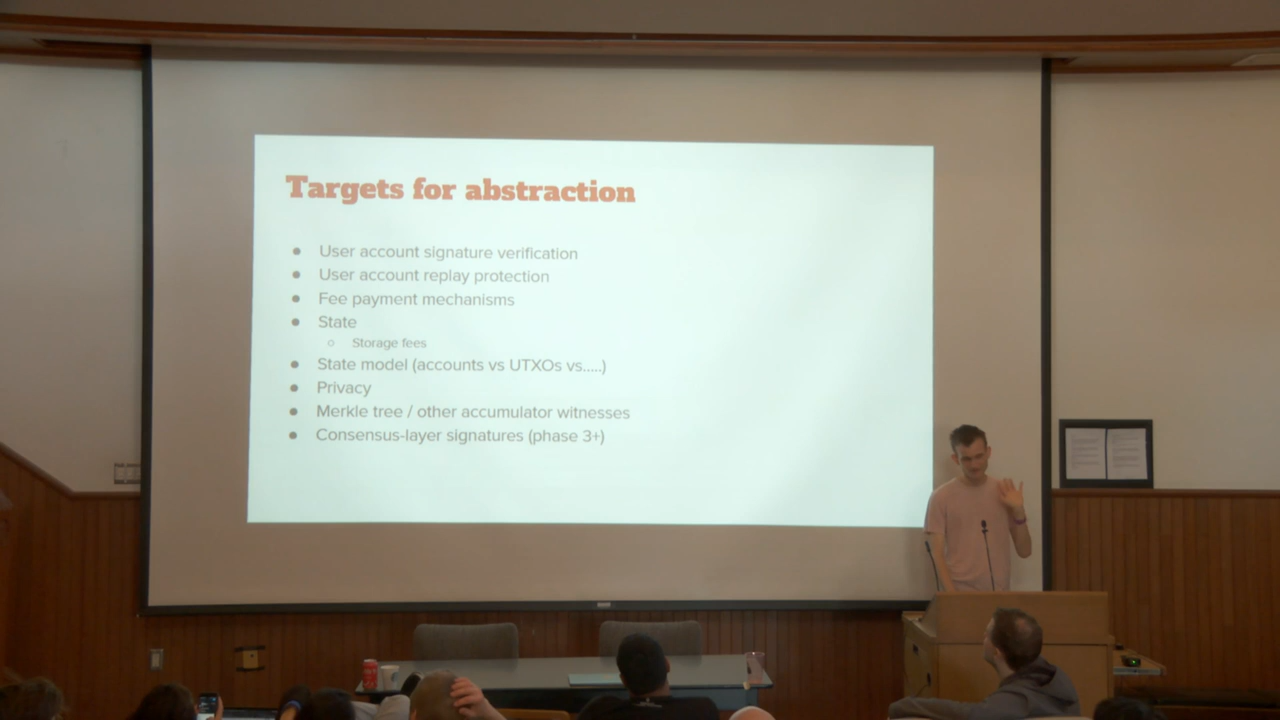 Targets for abstraction
● User account signature verification
● User account replay protection
● Fee payment mechanisms
● State
○ Storage fees
● State model (accounts vs UTXOs vs.....)
● Privacy
● Merkle tree / other accumulator witnesses
● Consensus-layer signatures (phase 3+)